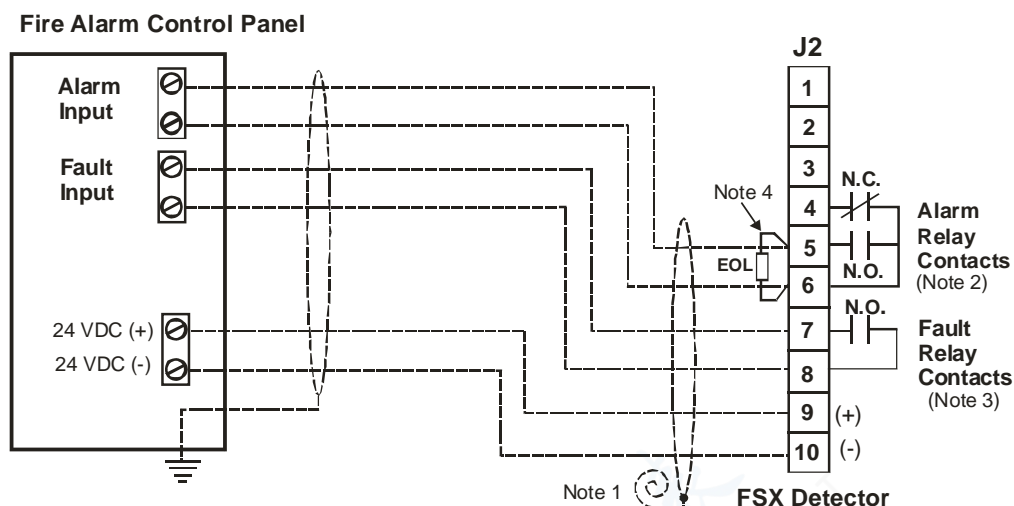 Fire Alarm Control Panel
J2
Alarm
Input
Fault
Input
24 VDC (+)
24 VDC (-)
1
2
3
4
5
6
7
8
9
10
(+)
(-)
N.C.
N.O.
N.O.
Note 4
EOL
Alarm
Relay
Contacts
(Note 2)
Fault
Relay
Contacts
(Note 3)
Note 1
FSX Detector